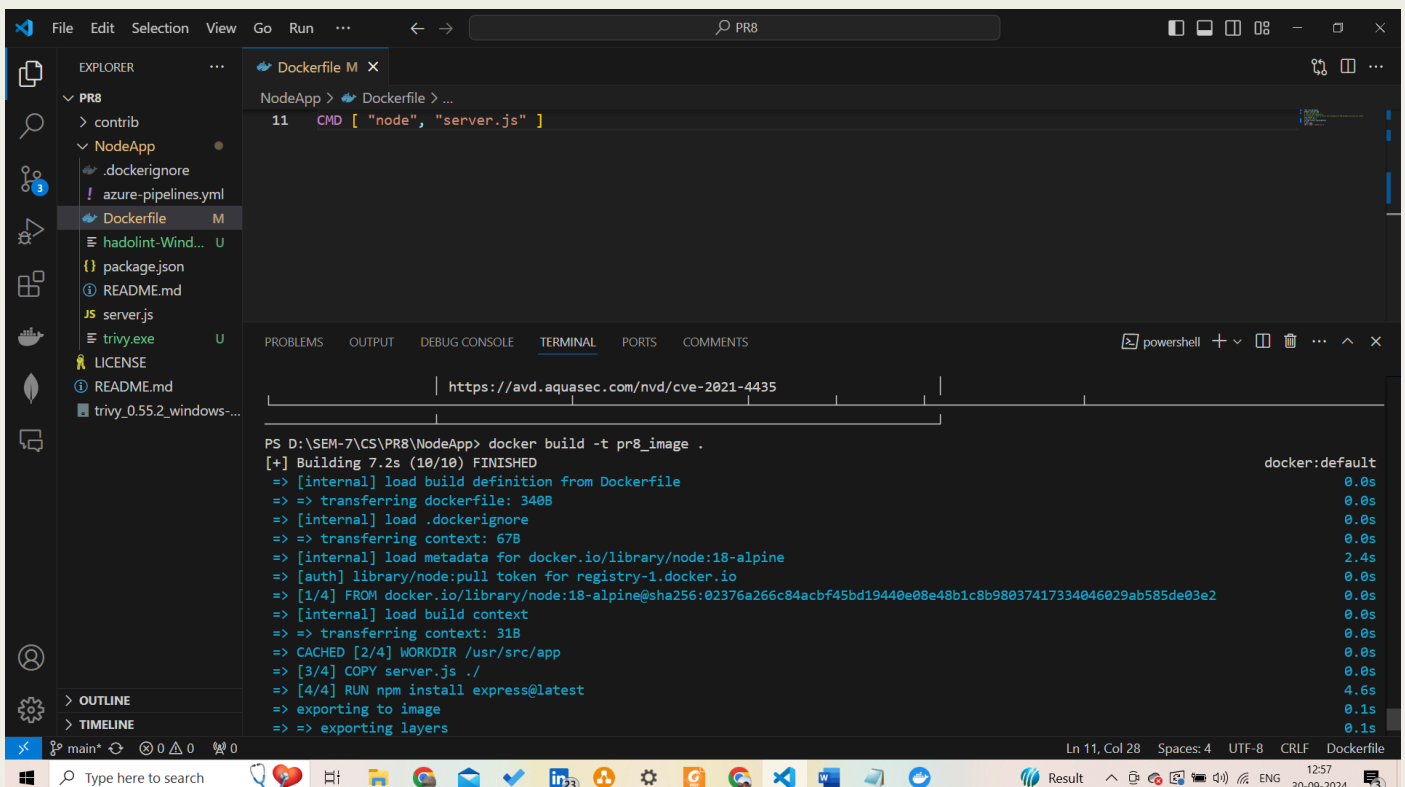 File Edit Selection View Go Run ··· ← → PR8
EXPLORER ···
PR8
contrib
NodeApp
.dockerignore
azure-pipelines.yml
Dockerfile M
hadolint-Wind... U
package.json
README.md
JS server.js
trivy.exe U
LICENSE
README.md
trivy_0.55.2_windows-...
OUTLINE
TIMELINE
Dockerfile M ×
NodeApp > Dockerfile > ...
11 CMD [ "node", "server.js" ]
PROBLEMS OUTPUT DEBUG CONSOLE TERMINAL PORTS COMMENTS powershell
https://avd.aquasec.com/nvd/cve-2021-4435
PS D:\SEM-7\CS\PR8\NodeApp> docker build -t pr8_image .
[+] Building 7.2s (10/10) FINISHED docker:default
=> [internal] load build definition from Dockerfile 0.0s
=> => transferring dockerfile: 340B 0.0s
=> [internal] load .dockerignore 0.0s
=> => transferring context: 67B 0.0s
=> [internal] load metadata for docker.io/library/node:18-alpine 2.4s
=> [auth] library/node:pull token for registry-1.docker.io 0.0s
=> [1/4] FROM docker.io/library/node:18-alpine@sha256:02376a266c84acbf45bd19440e08e48b1c8b98037417334046029ab585de03e2 0.0s
=> [internal] load build context 0.0s
=> => transferring context: 31B 0.0s
=> CACHED [2/4] WORKDIR /usr/src/app 0.0s
=> [3/4] COPY server.js ./ 0.0s
=> [4/4] RUN npm install express@latest 4.6s
=> exporting to image 0.1s
=> => exporting layers 0.1s
3
main* 0 0 0 Ln 11, Col 28 Spaces: 4 UTF-8 CRLF Dockerfile
Type here to search Result ENG 12:57
30-09-2024